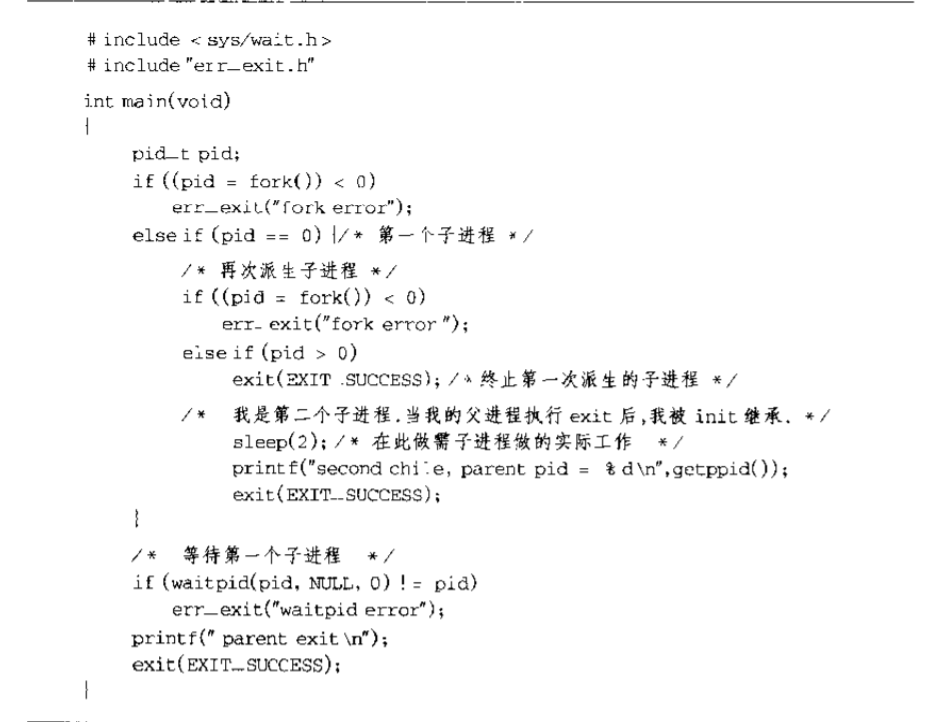 # include < sys/wait.h>
# include "err_exit.h"
int main(void)
{
pid_t pid;
if ((pid = fork()) < 0)
err_exit("fork error");
else if (pid == 0) {/* 第一个子进程 */
/* 再次派生子进程 */
if ((pid = fork()) < 0)
err_exit("fork error");
else if (pid > 0)
exit(EXIT_SUCCESS); /* 终止第一次派生的子进程 */
/* 我是第二个子进程.当我的父进程执行 exit 后,我被 init 继承. */
sleep(2); /* 在此做需子进程做的实际工作 */
printf("second chile, parent pid = %d\n",getppid());
exit(EXIT_SUCCESS);
}
/* 等待第一个子进程 */
if (waitpid(pid, NULL, 0) != pid)
err_exit("waitpid error");
printf(" parent exit\n");
exit(EXIT_SUCCESS);
}